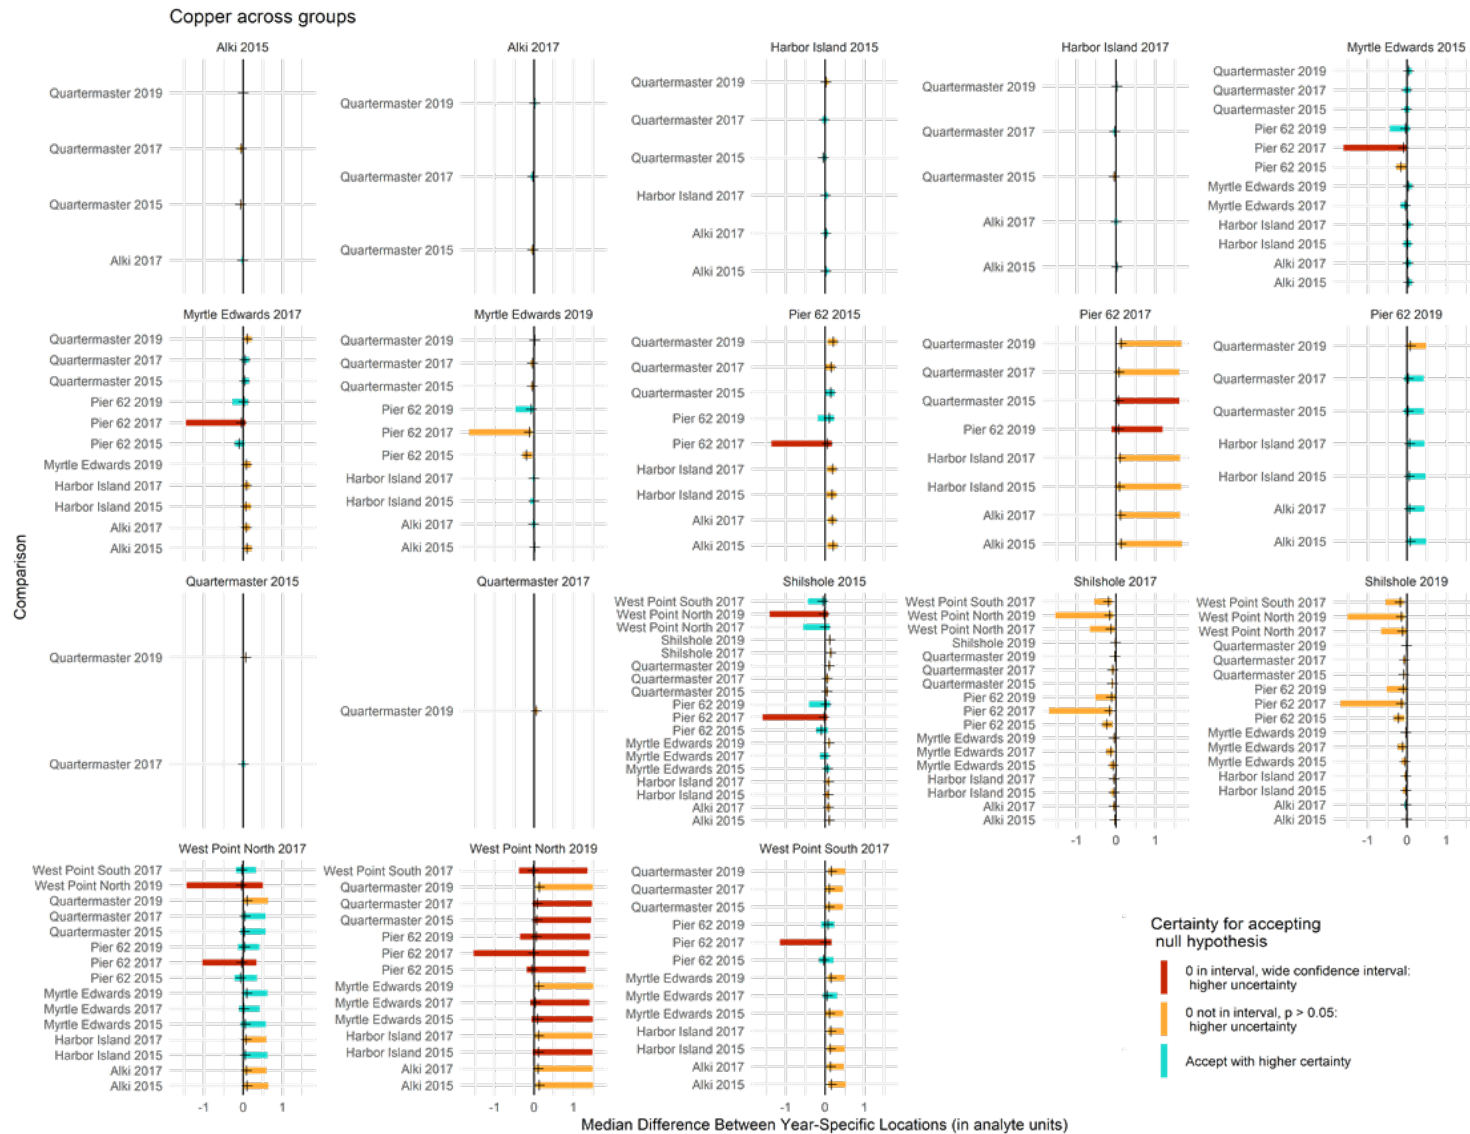 Copper across groups
Alki 2015
Quartermaster 2019
Quartermaster 2017
Quartermaster 2015
Alki 2017
Alki 2017
Quartermaster 2019
Quartermaster 2017
Quartermaster 2015
Harbor Island 2015
Quartermaster 2019
Quartermaster 2017
Quartermaster 2015
Harbor Island 2017
Alki 2017
Alki 2015
Harbor Island 2017
Quartermaster 2019
Quartermaster 2017
Quartermaster 2015
Alki 2017
Alki 2015
Myrtle Edwards 2015
Quartermaster 2019
Quartermaster 2017
Quartermaster 2015
Pier 62 2019
Pier 62 2017
Pier 62 2015
Myrtle Edwards 2019
Myrtle Edwards 2017
Harbor Island 2017
Harbor Island 2015
Alki 2017
Alki 2015
Myrtle Edwards 2017
Quartermaster 2019
Quartermaster 2017
Quartermaster 2015
Pier 62 2019
Pier 62 2017
Pier 62 2015
Myrtle Edwards 2019
Harbor Island 2017
Harbor Island 2015
Alki 2017
Alki 2015
Myrtle Edwards 2019
Quartermaster 2019
Quartermaster 2017
Quartermaster 2015
Pier 62 2019
Pier 62 2017
Pier 62 2015
Harbor Island 2017
Harbor Island 2015
Alki 2017
Alki 2015
Pier 62 2015
Quartermaster 2019
Quartermaster 2017
Quartermaster 2015
Pier 62 2019
Pier 62 2017
Harbor Island 2017
Harbor Island 2015
Alki 2017
Alki 2015
Pier 62 2017
Quartermaster 2019
Quartermaster 2017
Quartermaster 2015
Pier 62 2019
Harbor Island 2017
Harbor Island 2015
Alki 2017
Alki 2015
Pier 62 2019
Quartermaster 2019
Quartermaster 2017
Quartermaster 2015
Harbor Island 2017
Harbor Island 2015
Alki 2017
Alki 2015
Comparison
Quartermaster 2015
Quartermaster 2019
Quartermaster 2017
Quartermaster 2017
Quartermaster 2019
Shilshole 2015
West Point South 2017
West Point North 2019
West Point North 2017
Shilshole 2019
Shilshole 2017
Quartermaster 2019
Quartermaster 2017
Quartermaster 2015
Pier 62 2019
Pier 62 2017
Pier 62 2015
Myrtle Edwards 2019
Myrtle Edwards 2017
Myrtle Edwards 2015
Harbor Island 2017
Harbor Island 2015
Alki 2017
Alki 2015
Shilshole 2017
West Point South 2017
West Point North 2019
West Point North 2017
Shilshole 2019
Quartermaster 2019
Quartermaster 2017
Quartermaster 2015
Pier 62 2019
Pier 62 2017
Pier 62 2015
Myrtle Edwards 2019
Myrtle Edwards 2017
Myrtle Edwards 2015
Harbor Island 2017
Harbor Island 2015
Alki 2017
Alki 2015
-1 0 1
Shilshole 2019
West Point South 2017
West Point North 2019
West Point North 2017
Quartermaster 2019
Quartermaster 2017
Quartermaster 2015
Pier 62 2019
Pier 62 2017
Pier 62 2015
Myrtle Edwards 2019
Myrtle Edwards 2017
Myrtle Edwards 2015
Harbor Island 2017
Harbor Island 2015
Alki 2017
Alki 2015
-1 0 1
West Point North 2017
West Point South 2017
West Point North 2019
Quartermaster 2019
Quartermaster 2017
Quartermaster 2015
Pier 62 2019
Pier 62 2017
Pier 62 2015
Myrtle Edwards 2019
Myrtle Edwards 2017
Myrtle Edwards 2015
Harbor Island 2017
Harbor Island 2015
Alki 2017
Alki 2015
-1 0 1
West Point North 2019
West Point South 2017
Quartermaster 2019
Quartermaster 2017
Quartermaster 2015
Pier 62 2019
Pier 62 2017
Pier 62 2015
Myrtle Edwards 2019
Myrtle Edwards 2017
Myrtle Edwards 2015
Harbor Island 2017
Harbor Island 2015
Alki 2017
Alki 2015
-1 0 1
West Point South 2017
Quartermaster 2019
Quartermaster 2017
Quartermaster 2015
Pier 62 2019
Pier 62 2017
Pier 62 2015
Myrtle Edwards 2019
Myrtle Edwards 2017
Myrtle Edwards 2015
Harbor Island 2017
Harbor Island 2015
Alki 2017
Alki 2015
-1 0 1
Median Difference Between Year-Specific Locations (in analyte units)
Certainty for accepting
null hypothesis
0 in interval, wide confidence interval:
higher uncertainty
0 not in interval, p > 0.05:
higher uncertainty
Accept with higher certainty